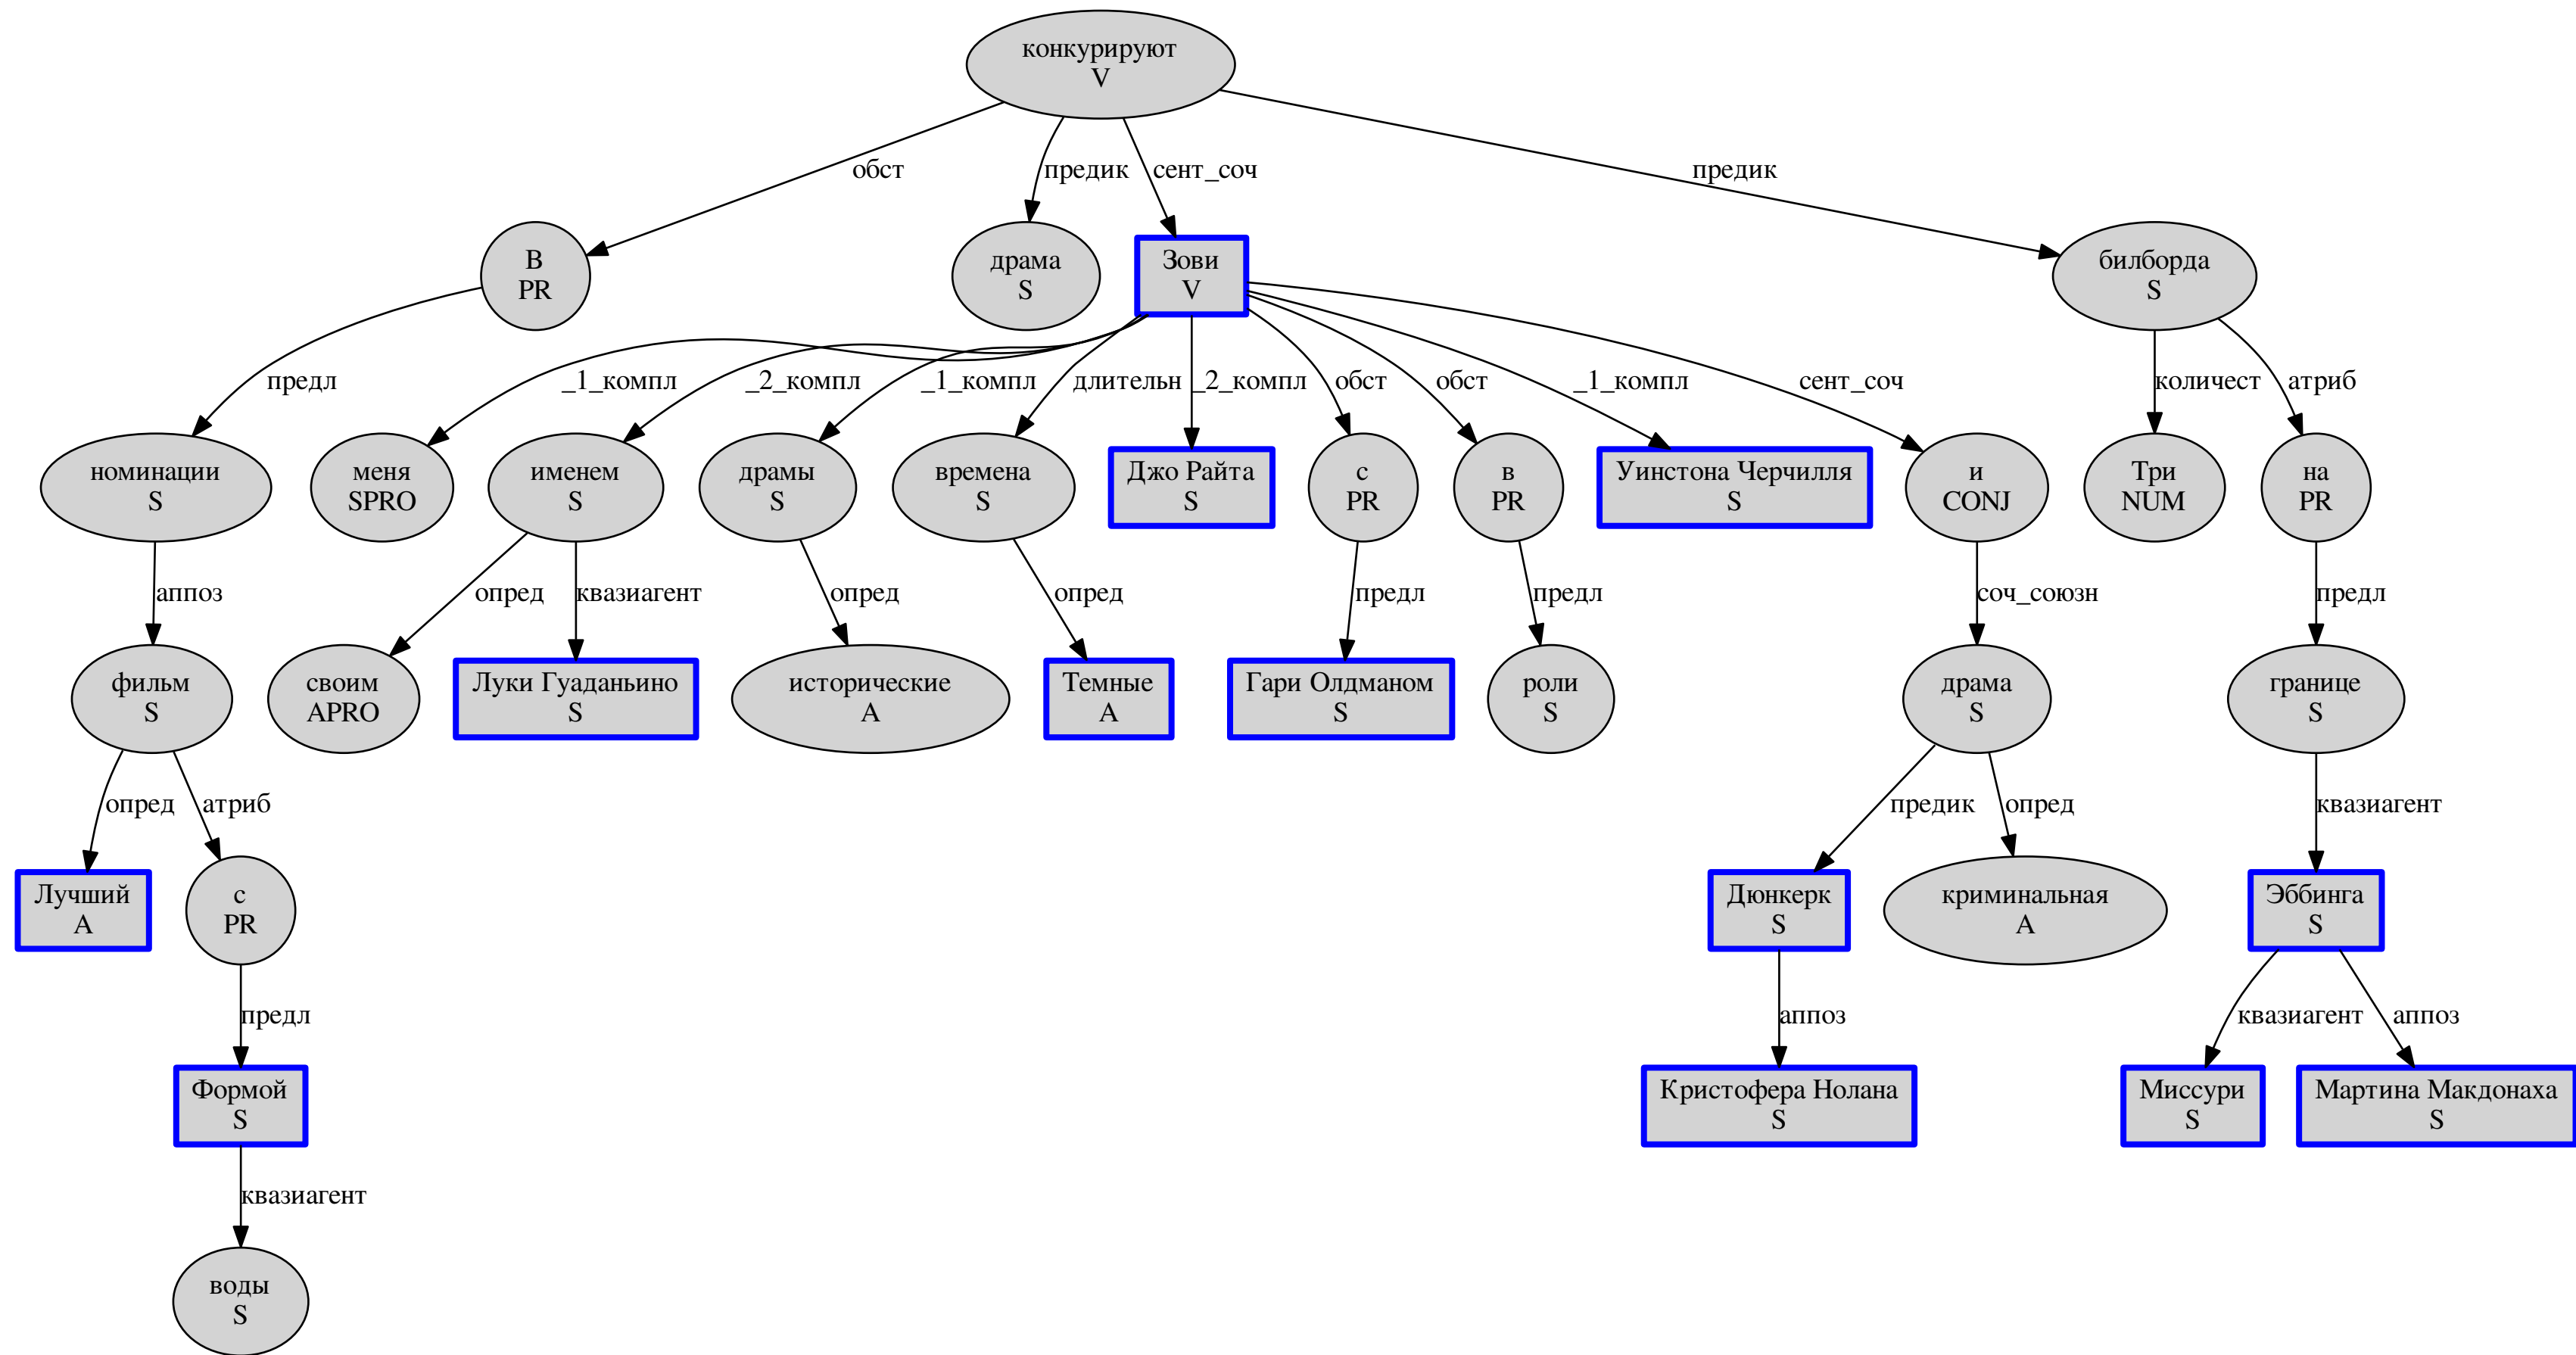 конкурируют
V
обст
предик
сент_соч
предик
В
PR
драма
S
Зови
V
билборда
S
предл
_1_компл
_2_компл
_1_компл
длительн
_2_компл
обст
обст
_1_компл
сент_соч
количест
атриб
номинации
S
меня
SPRO
именем
S
драмы
S
времена
S
Джо Райта
S
с
PR
в
PR
Уинстона Черчилля
S
и
CONJ
Три
NUM
на
PR
аппоз
опред
квазиагент
опред
опред
предл
предл
соч_союзн
предл
фильм
S
своим
APRO
Луки Гуаданьино
S
исторические
A
Темные
A
Гари Олдманом
S
роли
S
драма
S
границе
S
опред
атриб
предик
опред
квазиагент
Лучший
A
с
PR
Дюнкерк
S
криминальная
A
Эббинга
S
предл
аппоз
квазиагент
аппоз
Формой
S
Кристофера Нолана
S
Миссури
S
Мартина Макдонаха
S
квазиагент
воды
S